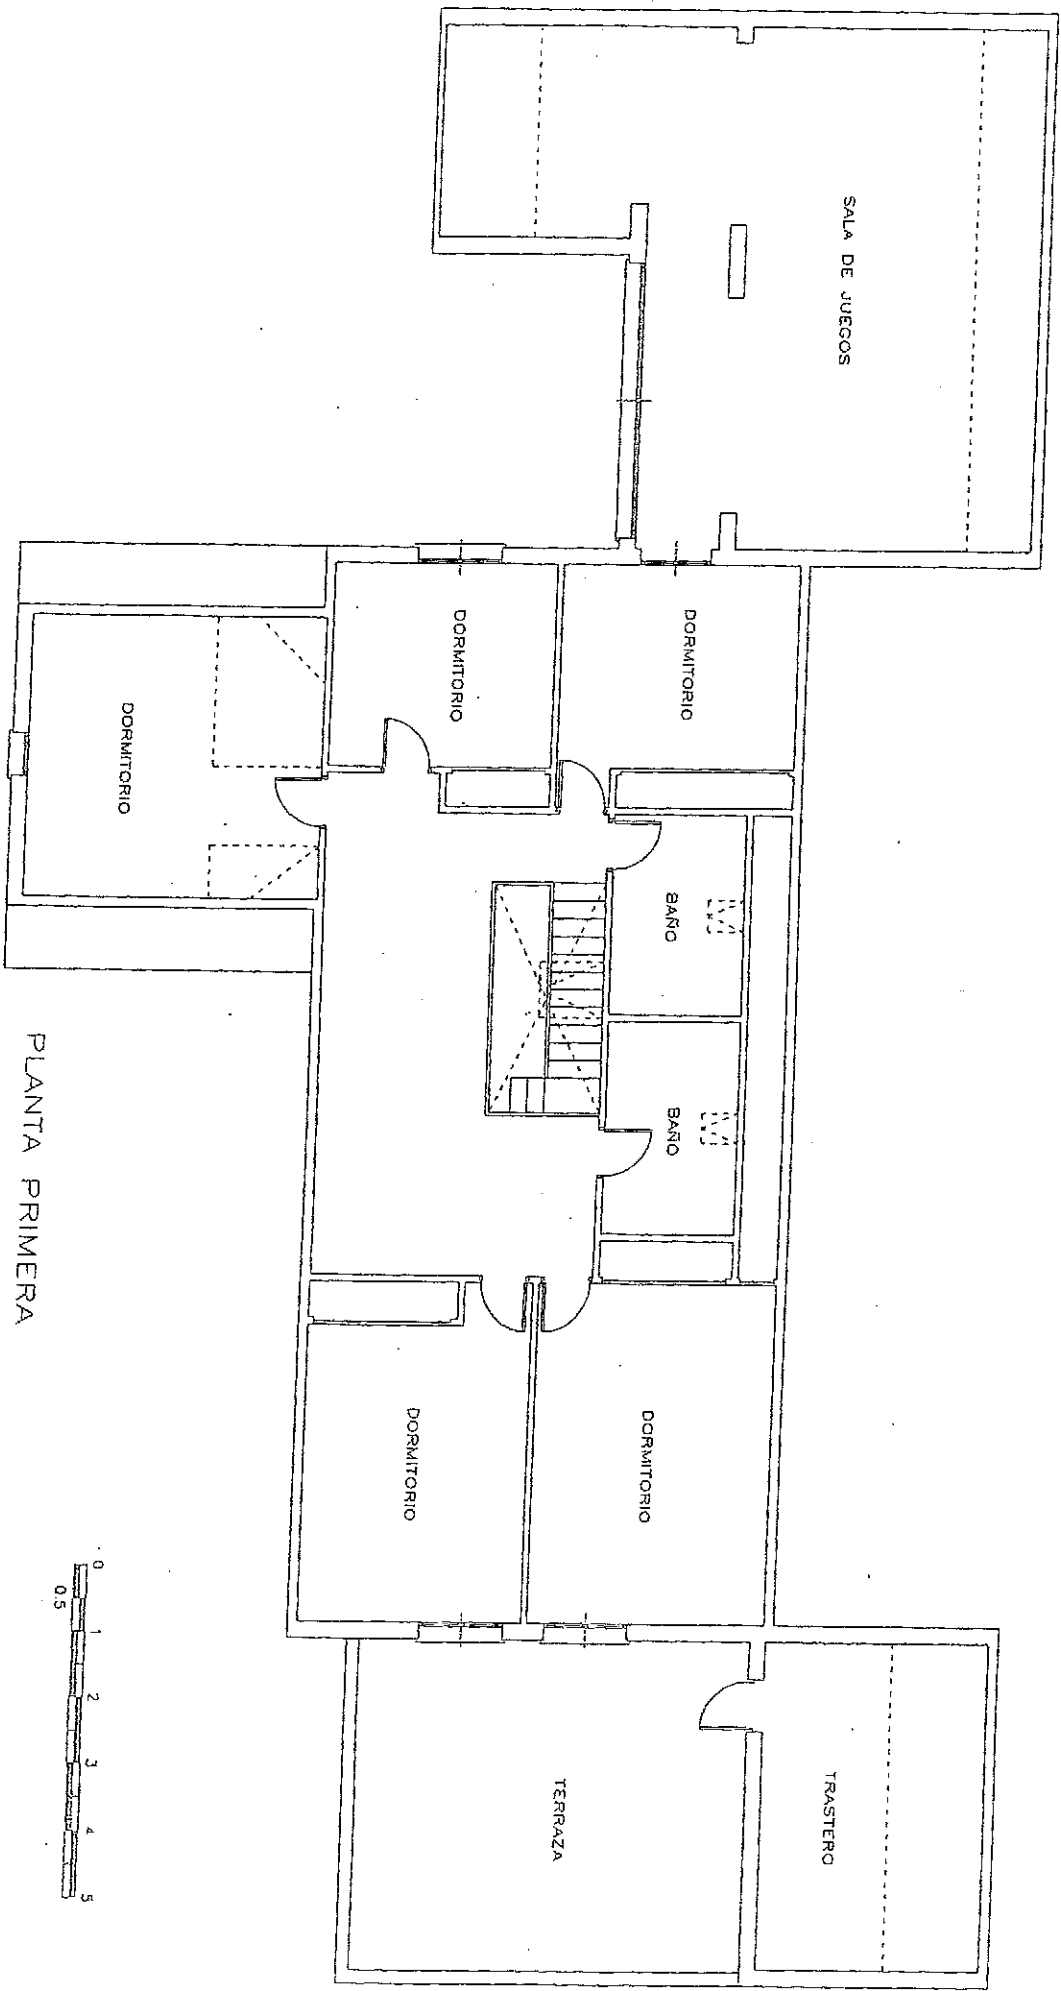 SALA DE JUEGOS
DORMITORIO
DORMITORIO
DORMITORIO
BAÑO
BAÑO
DORMITORIO
DORMITORIO
TERRAZA
TRASTERO
PLANTA PRIMERA
0 1 2 3 4 5
0.5